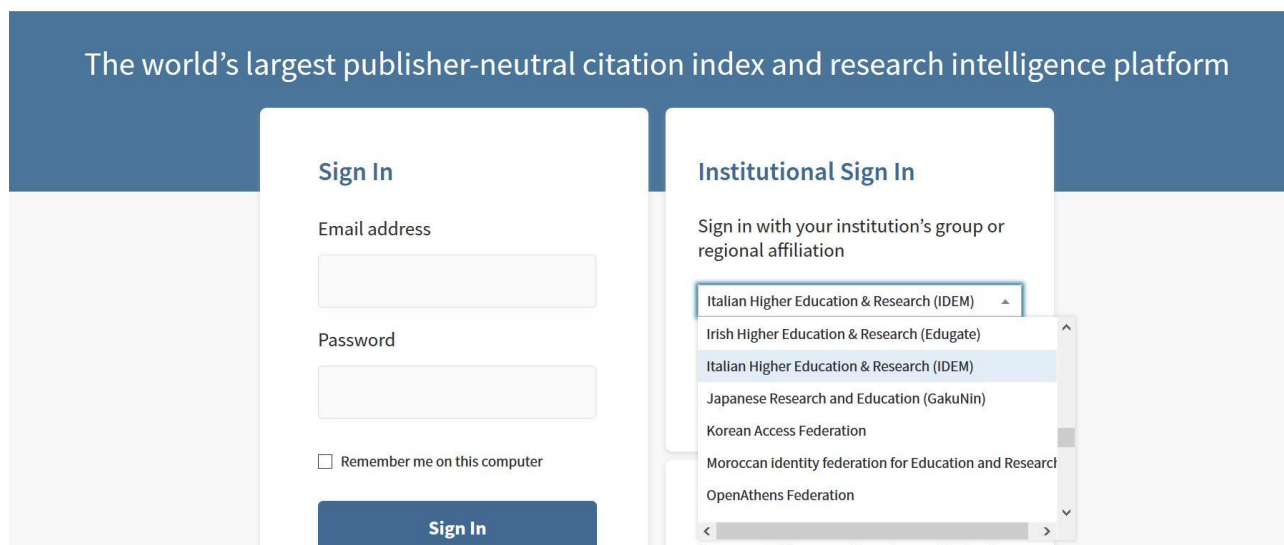 The world’s largest publisher-neutral citation index and research intelligence platform
Sign In
Email address
Password
Remember me on this computer
Sign In
Institutional Sign In
Sign in with your institution’s group or
regional affiliation
Italian Higher Education & Research (IDEM)
Irish Higher Education & Research (Edugate)
Italian Higher Education & Research (IDEM)
Japanese Research and Education (GakuNin)
Korean Access Federation
Moroccan identity federation for Education and Research
OpenAthens Federation